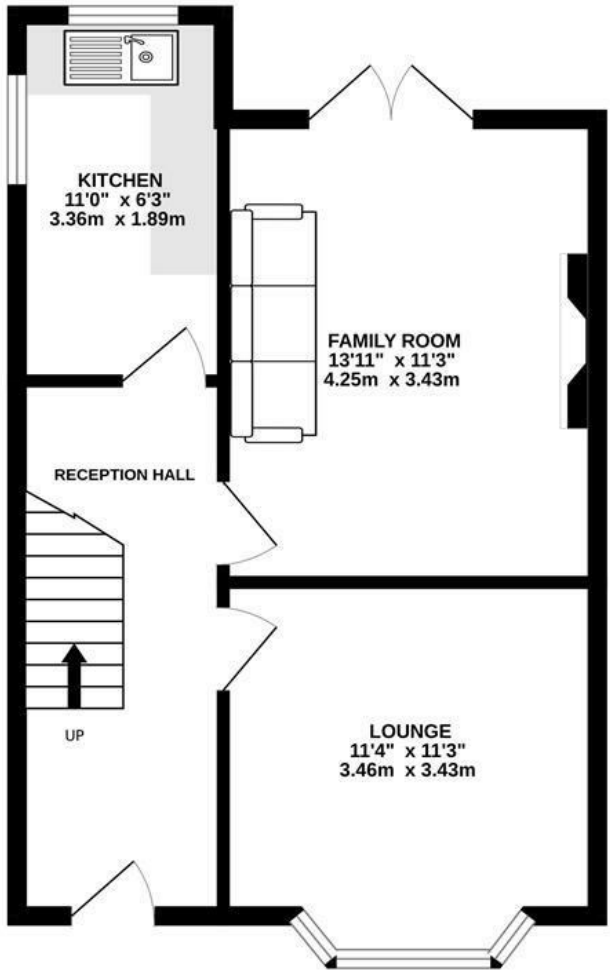 KITCHEN
11'0" x 6'3"
3.36m x 1.89m
FAMILY ROOM
13'11" x 11'3"
4.25m x 3.43m
RECEPTION HALL
UP
LOUNGE
11'4" x 11'3"
3.46m x 3.43m